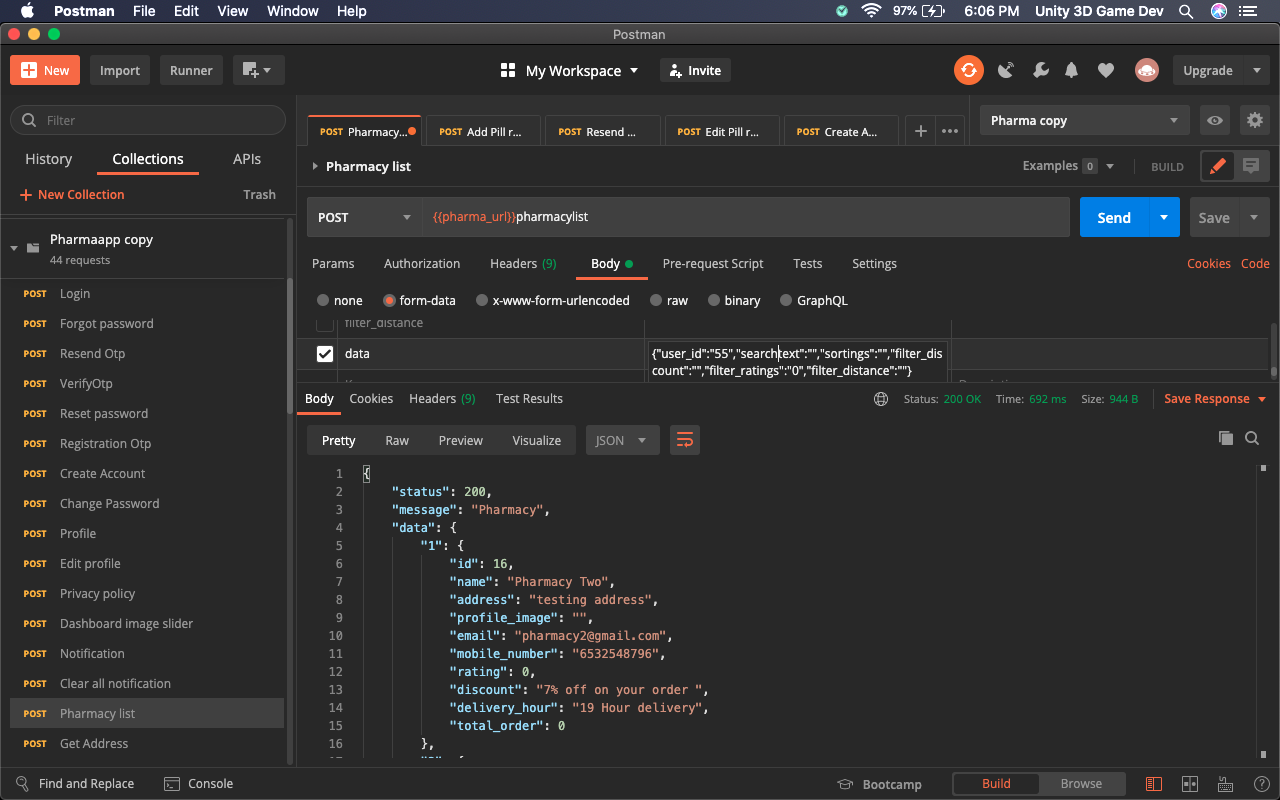 Postman File Edit View Window Help 97% 6:06 PM Unity 3D Game Dev
Postman
New Import Runner My Workspace Invite Upgrade
Filter
History Collections APIs
+ New Collection Trash
Pharmaapp copy
44 requests
POST Login
POST Forgot password
POST Resend Otp
POST VerifyOtp
POST Reset password
POST Registration Otp
POST Create Account
POST Change Password
POST Profile
POST Edit profile
POST Privacy policy
POST Dashboard image slider
POST Notification
POST Clear all notification
POST Pharmacy list
POST Get Address
POST Pharmacy... POST Add Pill r... POST Resend ... POST Edit Pill r... POST Create A... + ••• Pharma copy
Pharmacy list Examples 0 BUILD
POST {{pharma_url}}pharmacylist Send Save
Params Authorization Headers (9) Body Pre-request Script Tests Settings Cookies Code
none form-data x-www-form-urlencoded raw binary GraphQL
filter_distance
data {"user_id":"55","searchtext":"","sortings":"","filter_dis
count":"","filter_ratings":"0","filter_distance":""}
Body Cookies Headers (9) Test Results Status: 200 OK Time: 692 ms Size: 944 B Save Response
Pretty Raw Preview Visualize JSON
1 {
2 "status": 200,
3 "message": "Pharmacy",
4 "data": {
5 "1": {
6 "id": 16,
7 "name": "Pharmacy Two",
8 "address": "testing address",
9 "profile_image": "",
10 "email": "pharmacy2@gmail.com",
11 "mobile_number": "6532548796",
12 "rating": 0,
13 "discount": "7% off on your order ",
14 "delivery_hour": "19 Hour delivery",
15 "total_order": 0
16 },
Find and Replace Console Bootcamp Build Browse